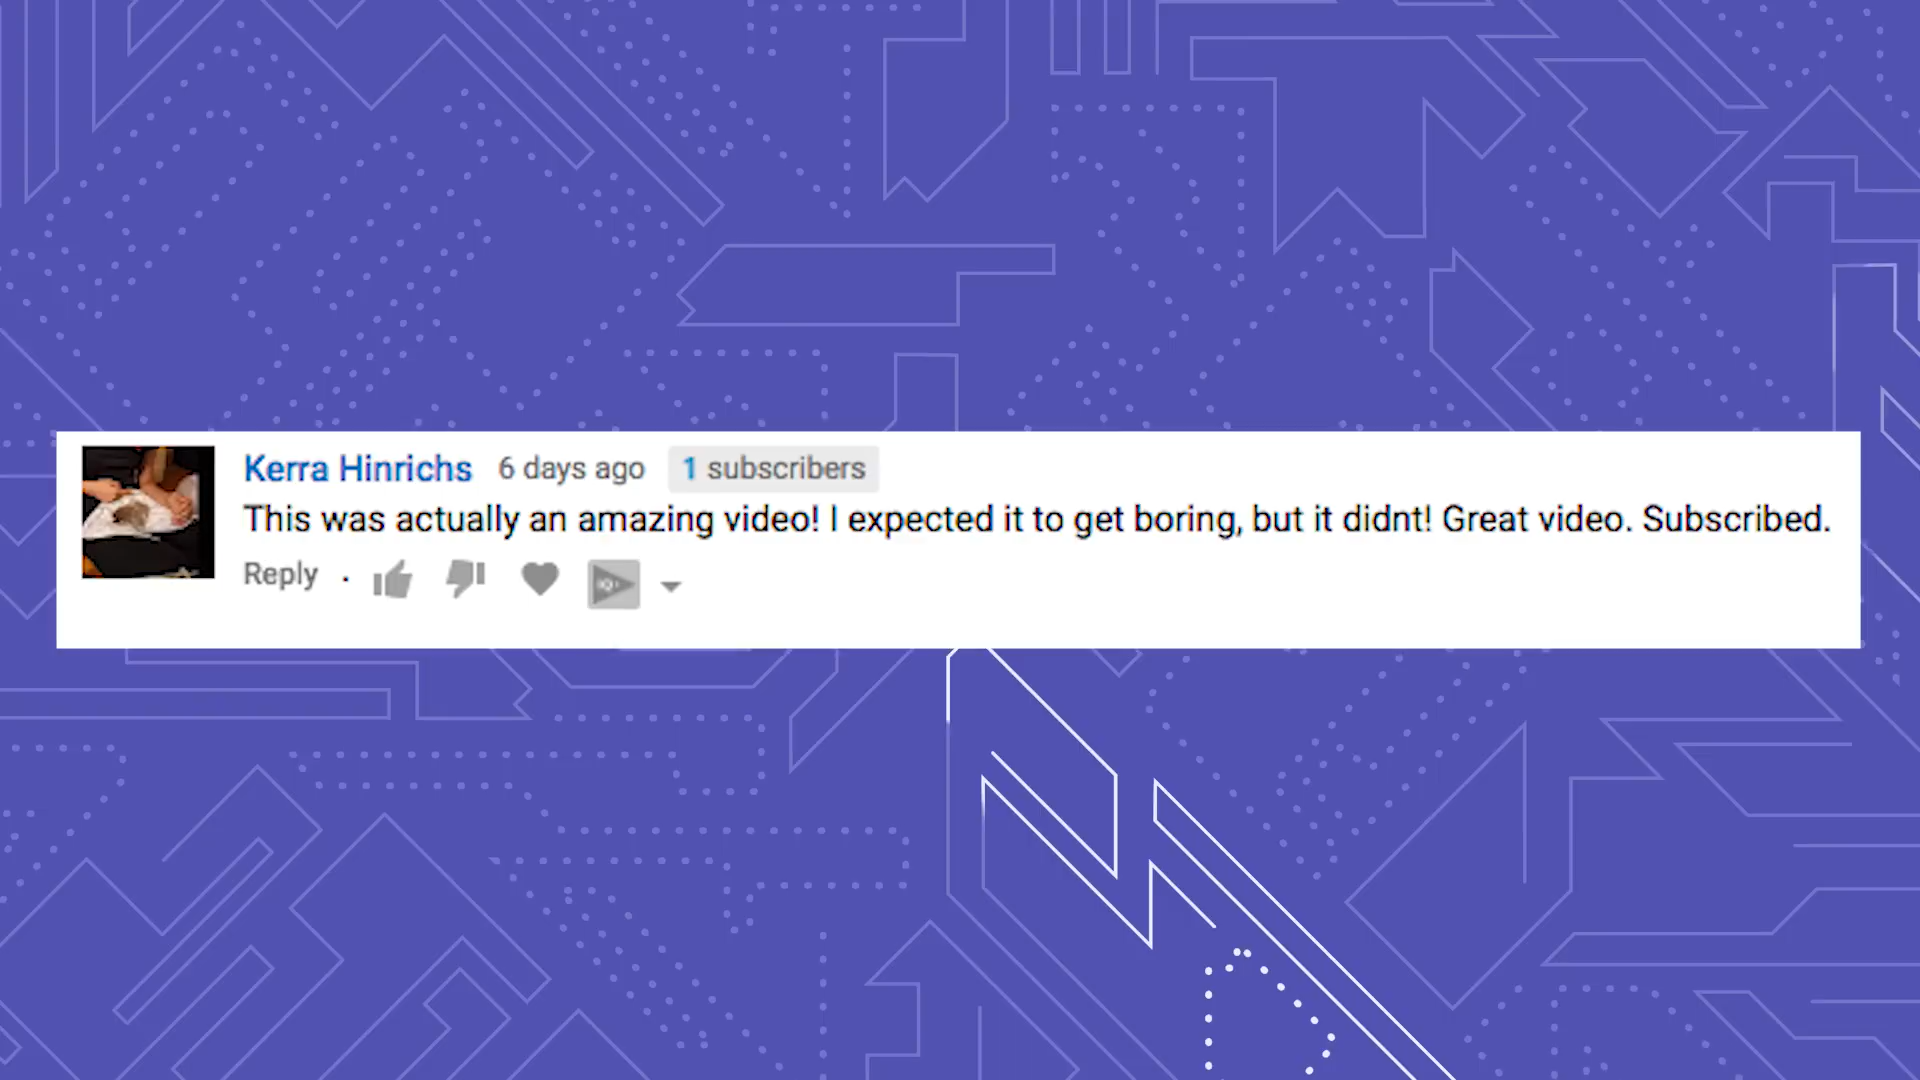 Kerra Hinrichs 6 days ago 1 subscribers
This was actually an amazing video! I expected it to get boring, but it didnt! Great video. Subscribed.
Reply ·